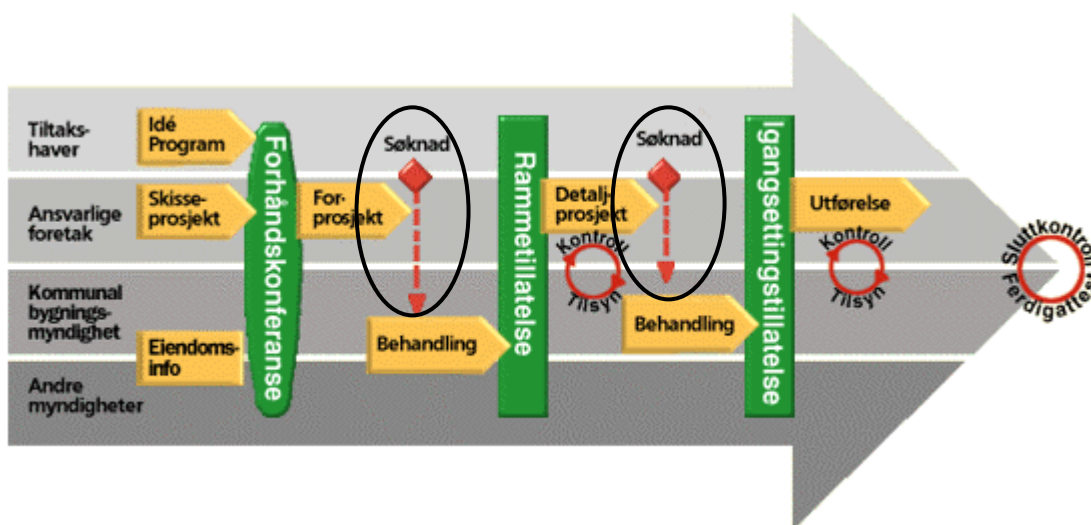 Tiltaks-
haver
Idé
Program
Søknad
Søknad
Ansvarlige
foretak
Skisse-
prosjekt
Forhåndskonferanse
For-
prosjekt
Rammetillatelse
Detalj-
prosjekt
Kontroll
Tilsyn
Igangsettingstillatelse
Utførelse
Kontroll
Tilsyn
Sluttkontroll
Ferdigattest
Kommunal
bygnings-
myndighet
Behandling
Behandling
Eiendoms-
info
Andre
myndigheter